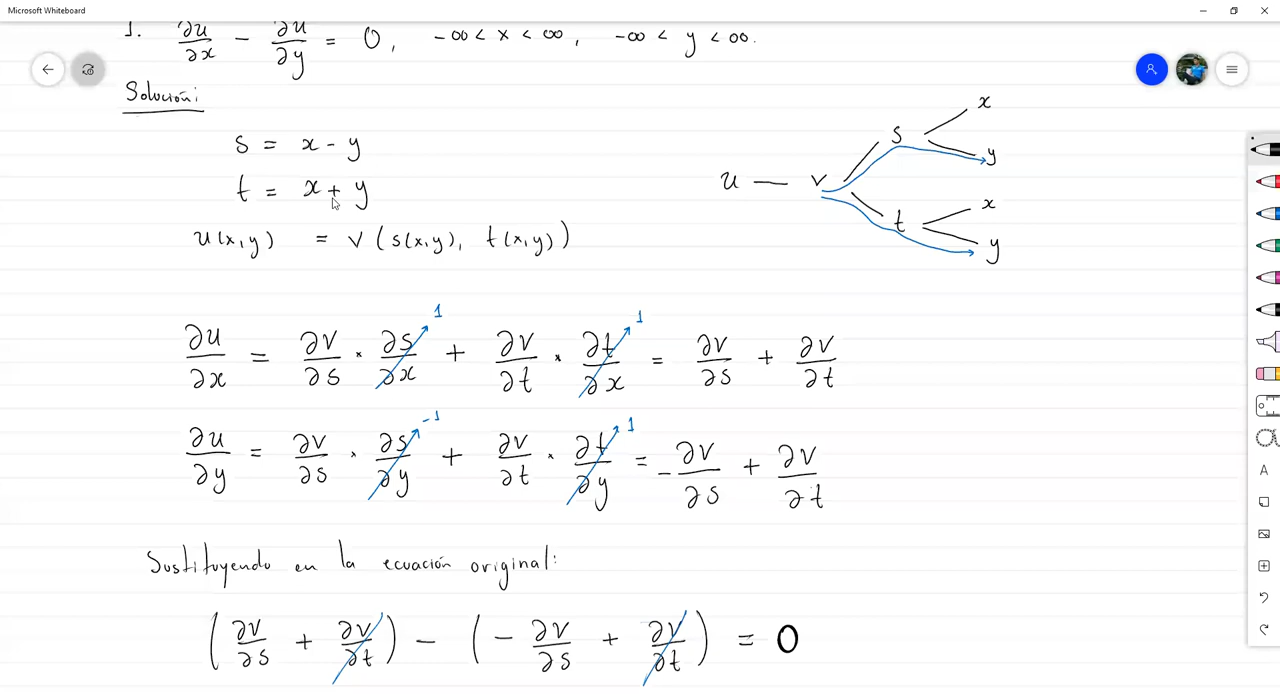 Microsoft Whiteboard
1. ∂u/∂x - ∂u/∂y = 0, -∞ < x < ∞, -∞ < y < ∞.
Solución:
s = x - y
t = x + y
u(x,y) = v(s(x,y), t(x,y))
x
s
y
u — v
x
t
y
∂u/∂x = ∂v/∂s · ∂s/∂x 1 + ∂v/∂t · ∂t/∂x 1 = ∂v/∂s + ∂v/∂t
∂u/∂y = ∂v/∂s · ∂s/∂y -1 + ∂v/∂t · ∂t/∂y 1 = -∂v/∂s + ∂v/∂t
Sustituyendo en la ecuación original:
(∂v/∂s + ∂v/∂t) - (-∂v/∂s + ∂v/∂t) = 0
A